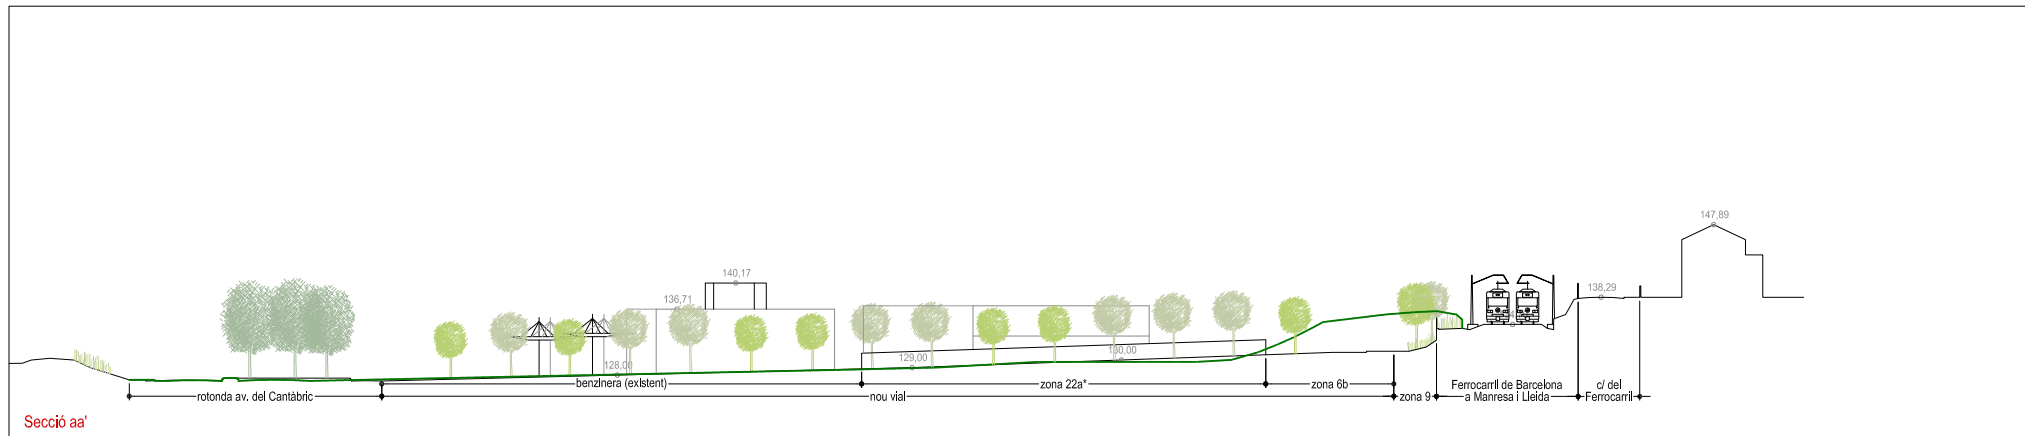 147,89
140,17
136,71
138,29
128,00
129,00
130,00
benzinera (existent)
zona 22a*
zona 6b
Ferrocarril de Barcelona
a Manresa i Lleida
c/ del
Ferrocarril
rotonda av. del Cantàbric
nou vial
zona 9
Secció aa'